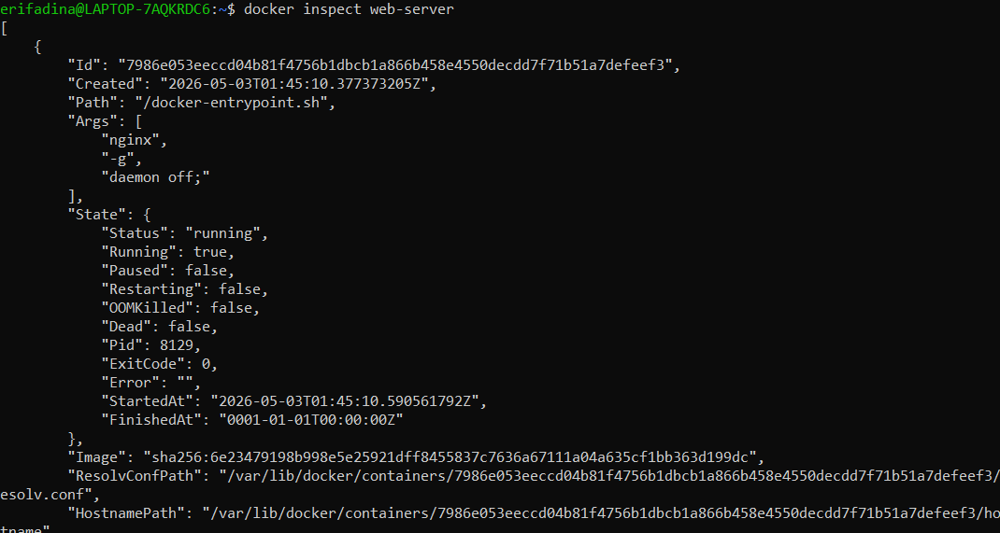 erifadina@LAPTOP-7AQKRDC6:~$ docker inspect web-server
[
    {
        "Id": "7986e053eeccd04b81f4756b1dbcb1a866b458e4550decdd7f71b51a7defeef3",
        "Created": "2026-05-03T01:45:10.377373205Z",
        "Path": "/docker-entrypoint.sh",
        "Args": [
            "nginx",
            "-g",
            "daemon off;"
        ],
        "State": {
            "Status": "running",
            "Running": true,
            "Paused": false,
            "Restarting": false,
            "OOMKilled": false,
            "Dead": false,
            "Pid": 8129,
            "ExitCode": 0,
            "Error": "",
            "StartedAt": "2026-05-03T01:45:10.590561792Z",
            "FinishedAt": "0001-01-01T00:00:00Z"
        },
        "Image": "sha256:6e23479198b998e5e25921dff8455837c7636a67111a04a635cf1bb363d199dc",
        "ResolvConfPath": "/var/lib/docker/containers/7986e053eeccd04b81f4756b1dbcb1a866b458e4550decdd7f71b51a7defeef3/
esolv.conf",
        "HostnamePath": "/var/lib/docker/containers/7986e053eeccd04b81f4756b1dbcb1a866b458e4550decdd7f71b51a7defeef3/ho
tname"